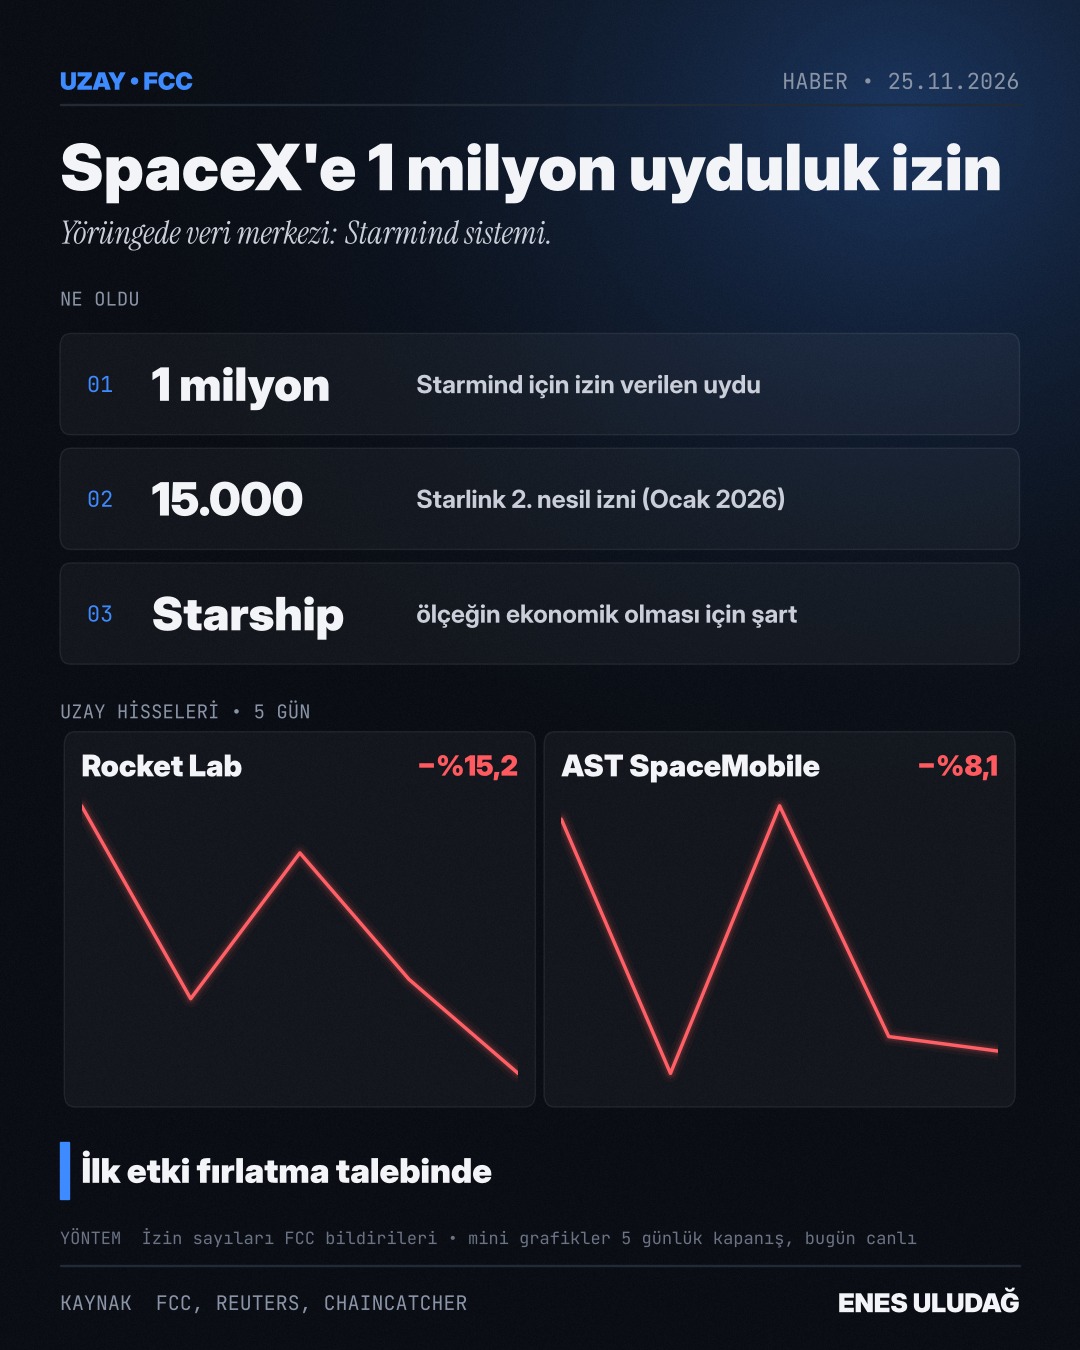 UZAY • FCC
HABER • 25.11.2026
SpaceX'e 1 milyon uyduluk izin
Yörüngede veri merkezi: Starmind sistemi.
NE OLDU
01 1 milyon Starmind için izin verilen uydu
02 15.000 Starlink 2. nesil izni (Ocak 2026)
03 Starship ölçeğin ekonomik olması için şart
UZAY HİSSELERİ • 5 GÜN
Rocket Lab −%15,2
AST SpaceMobile −%8,1
İlk etki fırlatma talebinde
YÖNTEM İzin sayıları FCC bildirileri • mini grafikler 5 günlük kapanış, bugün canlı
KAYNAK FCC, REUTERS, CHAINCATCHER
ENES ULUDAĞ